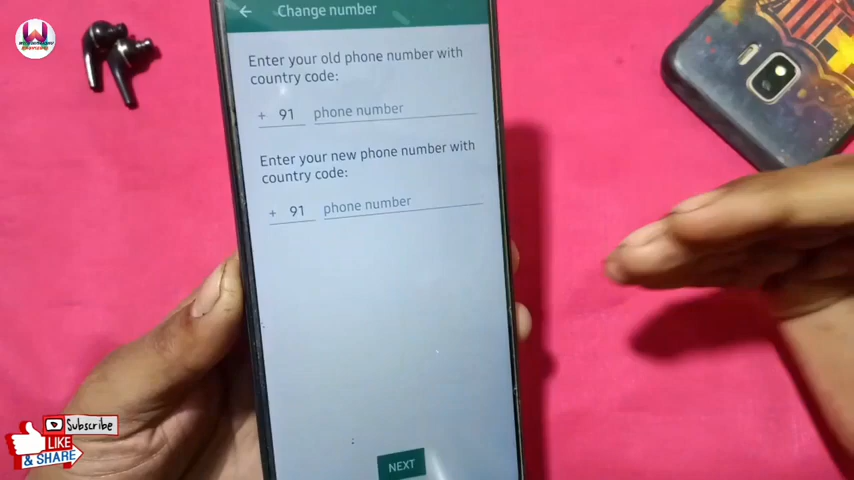 Change number
Enter your old phone number with
country code:
+ 91 phone number
Enter your new phone number with
country code:
+ 91 phone number
NEXT
Subscribe
LIKE
& SHARE